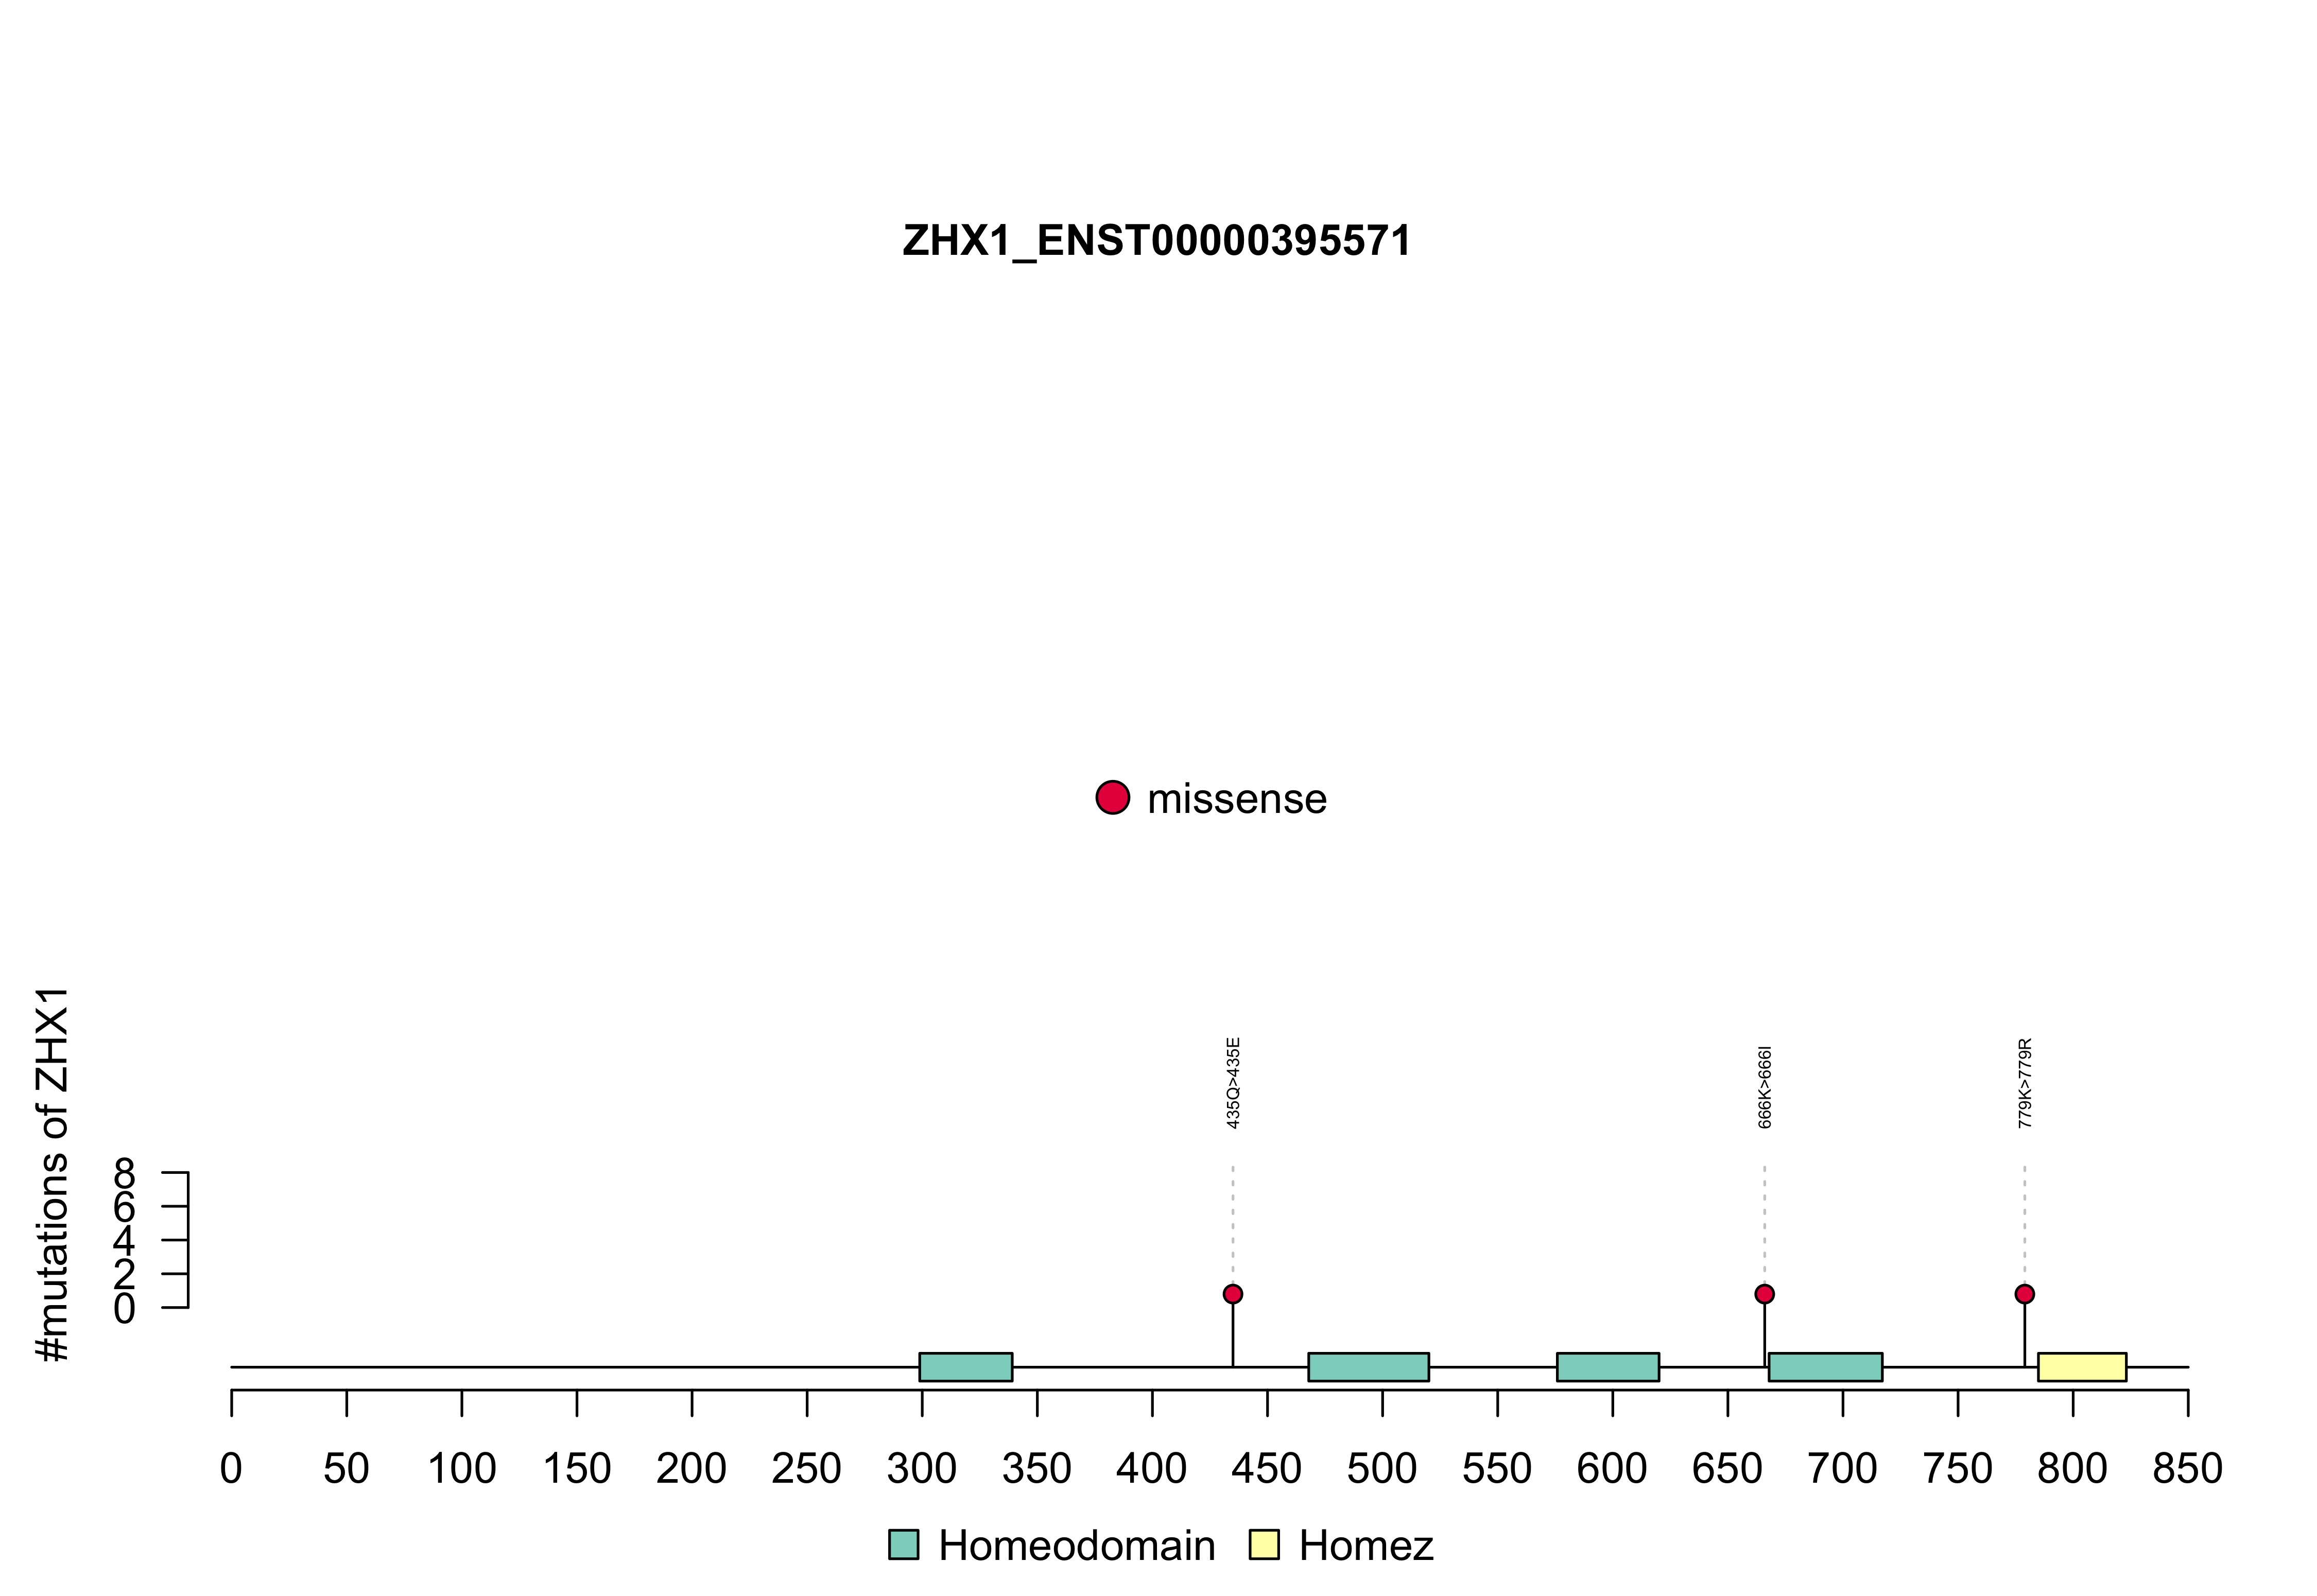 ZHX1_ENST00000395571
missense
#mutations of ZHX1
435Q>435E
666K>666I
779K>779R
8
6
4
2
0
0 50 100 150 200 250 300 350 400 450 500 550 600 650 700 750 800 850
Homeodomain Homez